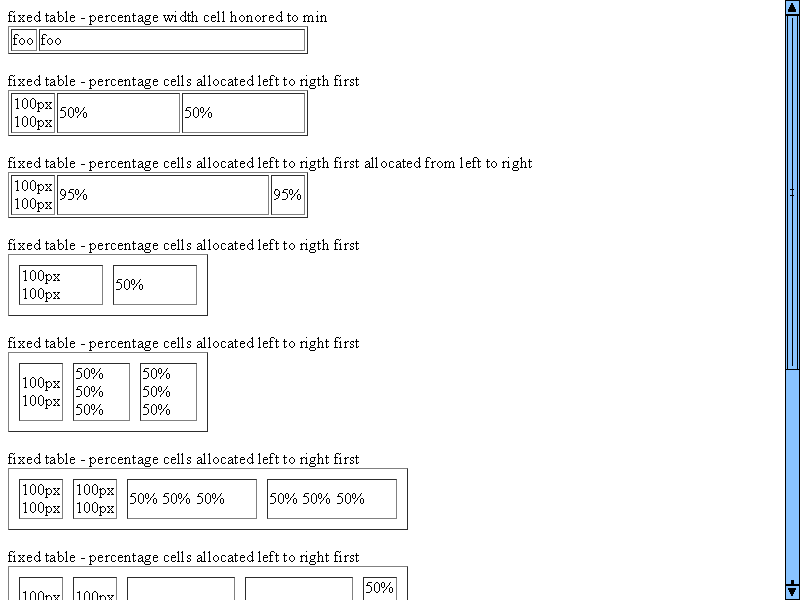 fixed table - percentage width cell honored to min
foo foo
fixed table - percentage cells allocated left to rigth first
100px
100px
50%
50%
fixed table - percentage cells allocated left to rigth first allocated from left to right
100px
100px
95%
95%
fixed table - percentage cells allocated left to rigth first
100px
100px
50%
fixed table - percentage cells allocated left to right first
100px
100px
50%
50%
50%
50%
50%
50%
fixed table - percentage cells allocated left to right first
100px
100px
100px
100px
50% 50% 50%
50% 50% 50%
fixed table - percentage cells allocated left to right first
100px
100px
50%